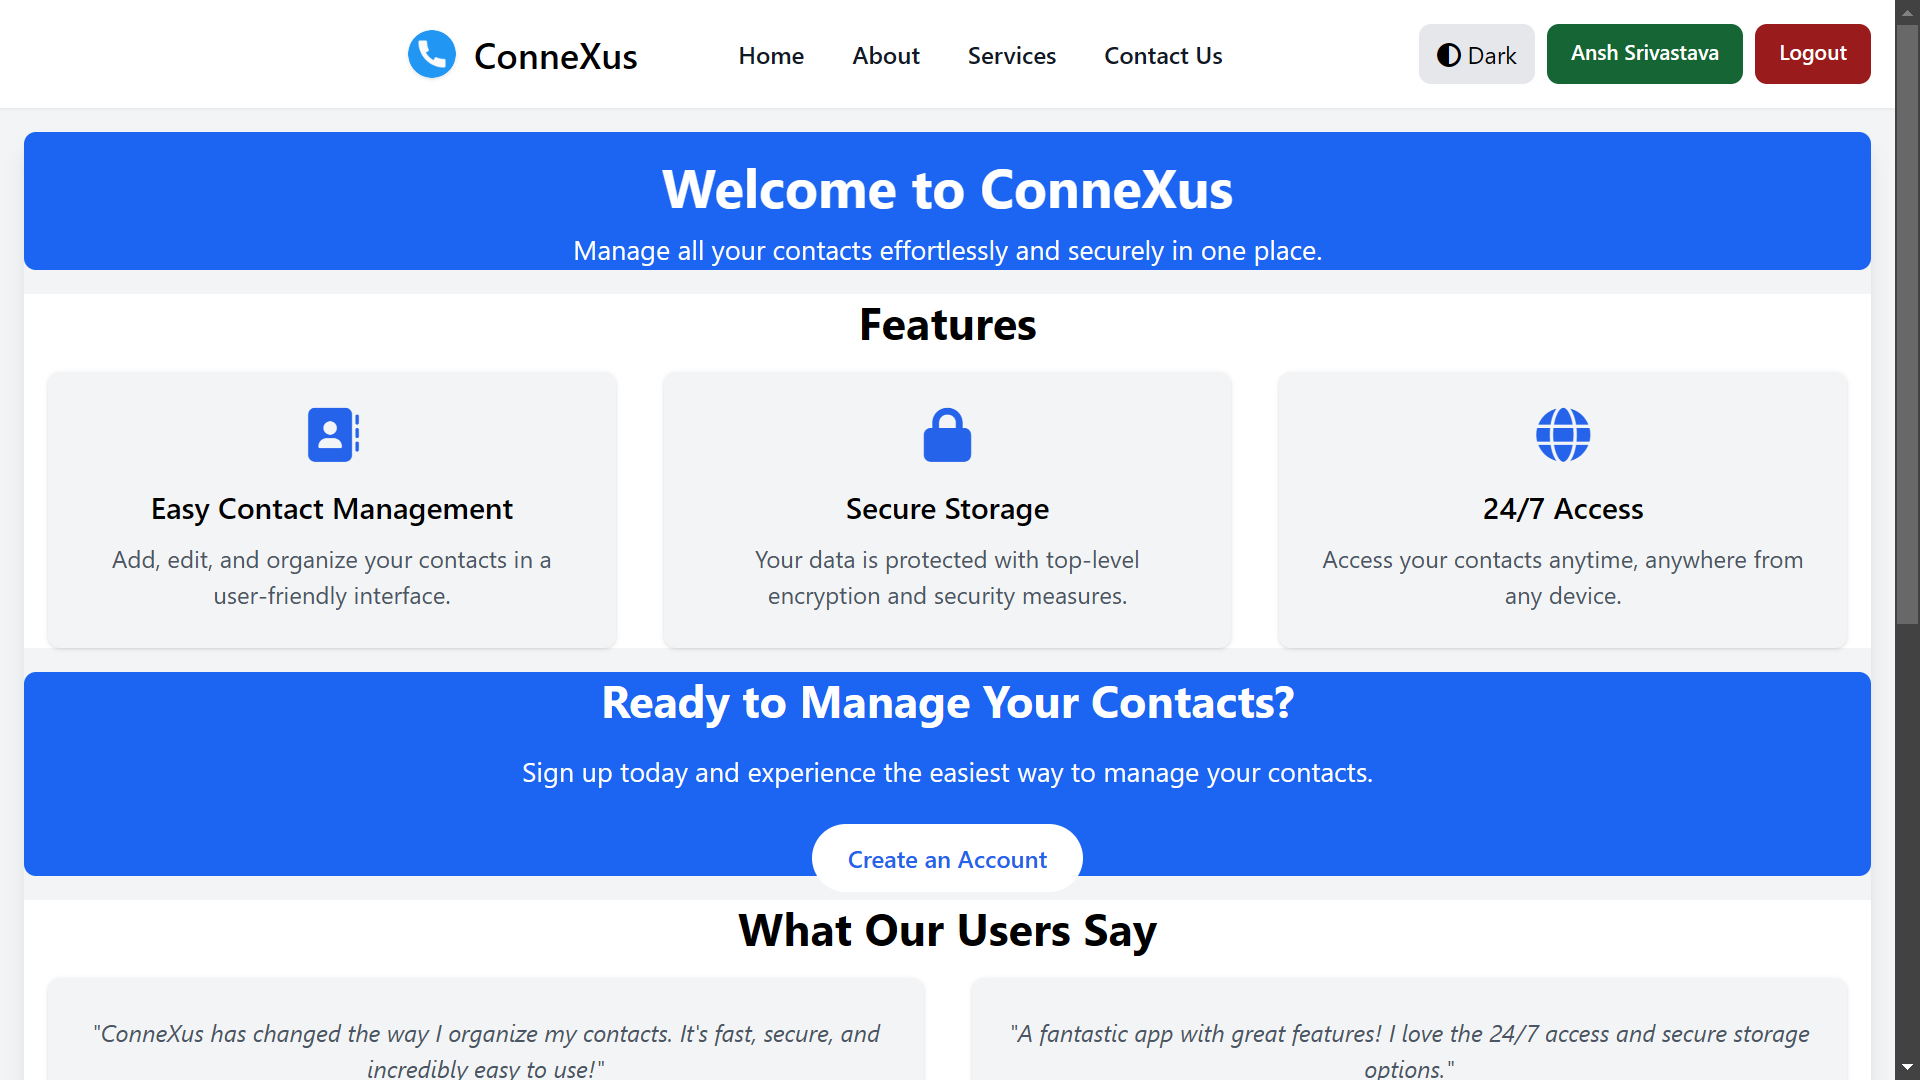 ConneXus
Home About Services Contact Us
Dark Ansh Srivastava Logout
Welcome to ConneXus
Manage all your contacts effortlessly and securely in one place.
Features
Easy Contact Management
Add, edit, and organize your contacts in a
user-friendly interface.
Secure Storage
Your data is protected with top-level
encryption and security measures.
24/7 Access
Access your contacts anytime, anywhere from
any device.
Ready to Manage Your Contacts?
Sign up today and experience the easiest way to manage your contacts.
Create an Account
What Our Users Say
"ConneXus has changed the way I organize my contacts. It's fast, secure, and
incredibly easy to use!"
"A fantastic app with great features! I love the 24/7 access and secure storage
options."